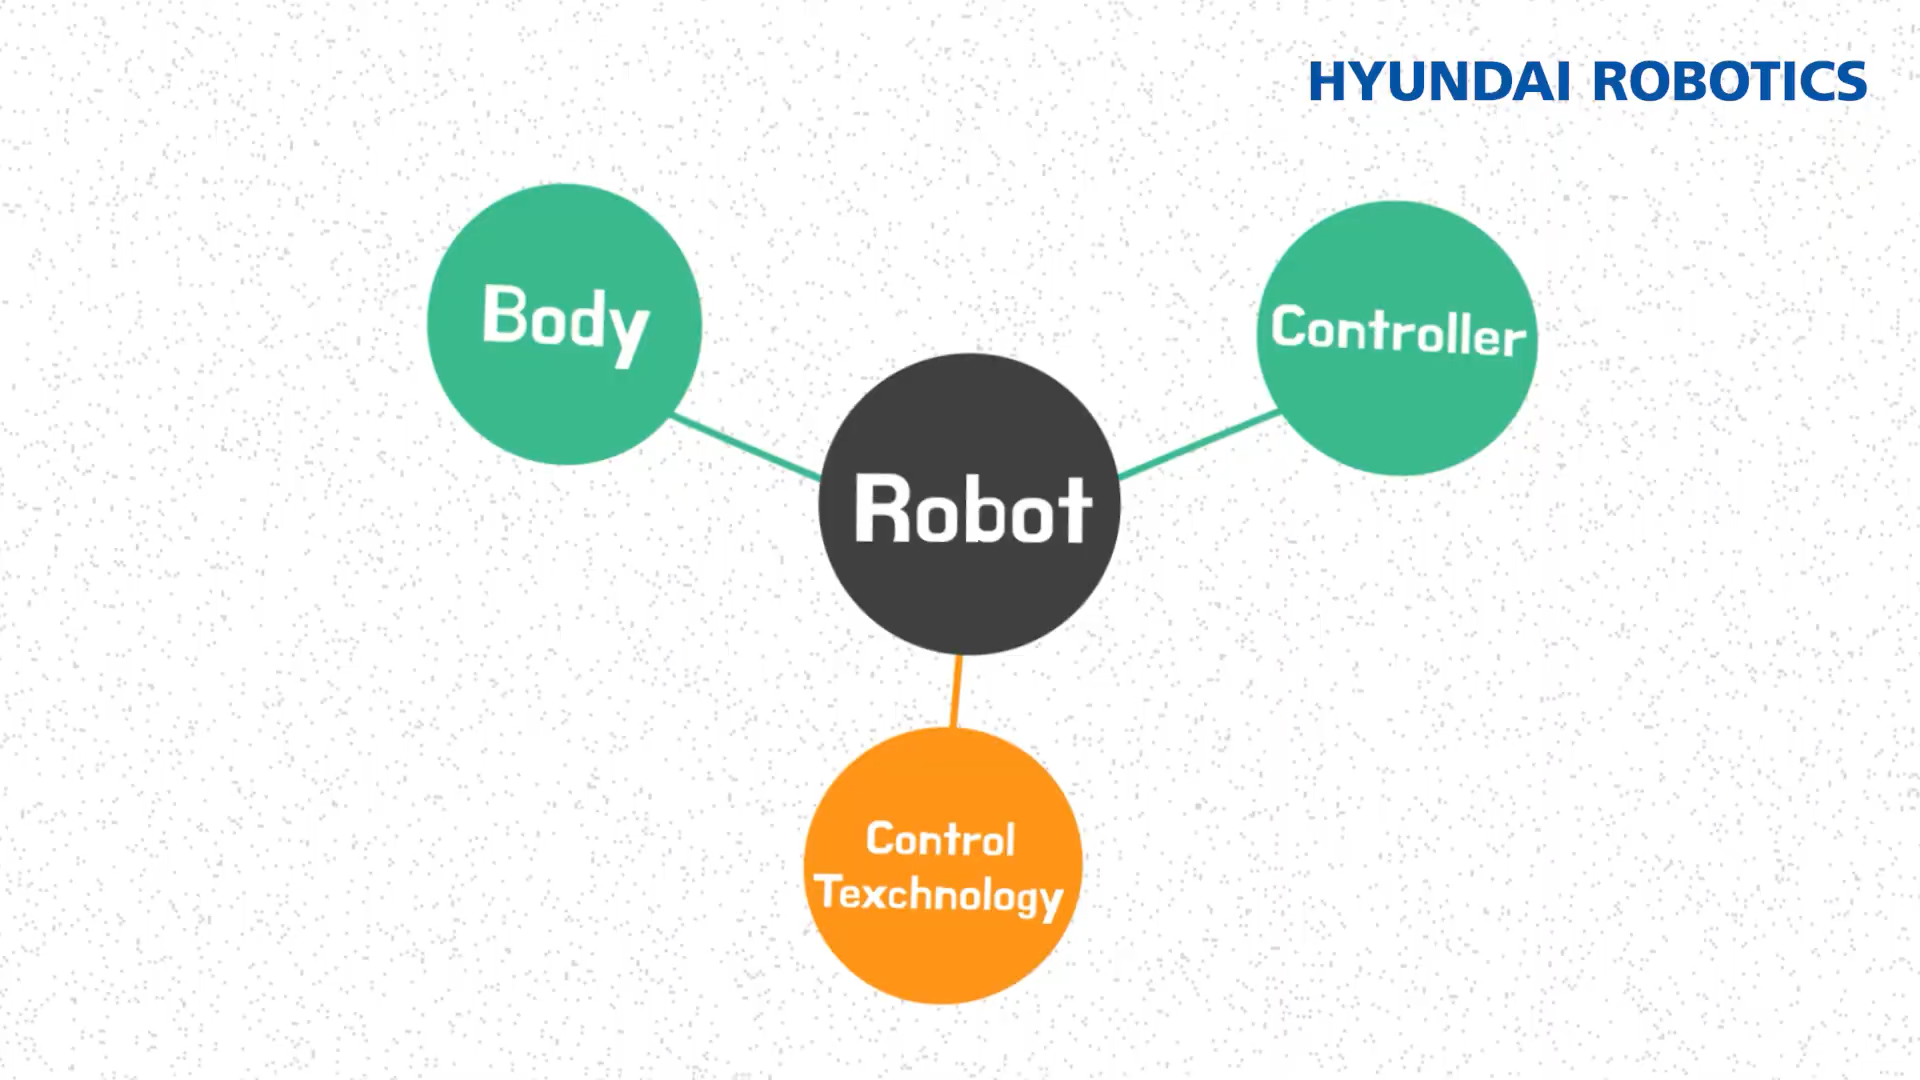 HYUNDAI ROBOTICS
Body
Controller
Robot
Control
Texchnology